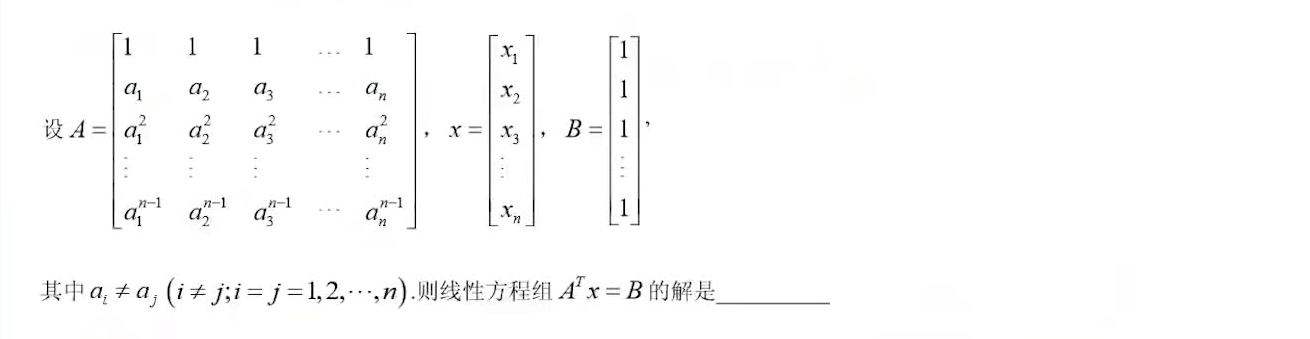 设 $A=\begin{bmatrix}1 & 1 & 1 & \cdots & 1\\ a_1 & a_2 & a_3 & \cdots & a_n\\ a_1^2 & a_2^2 & a_3^2 & \cdots & a_n^2\\ \vdots & \vdots & \vdots & & \vdots\\ a_1^{n-1} & a_2^{n-1} & a_3^{n-1} & \cdots & a_n^{n-1}\end{bmatrix}$, $x=\begin{bmatrix}x_1\\ x_2\\ x_3\\ \vdots\\ x_n\end{bmatrix}$, $B=\begin{bmatrix}1\\ 1\\ 1\\ \vdots\\ 1\end{bmatrix}$,
其中 $a_i \neq a_j\,(i \neq j; i=j=1,2,\cdots,n)$.则线性方程组 $A^T x=B$ 的解是__________